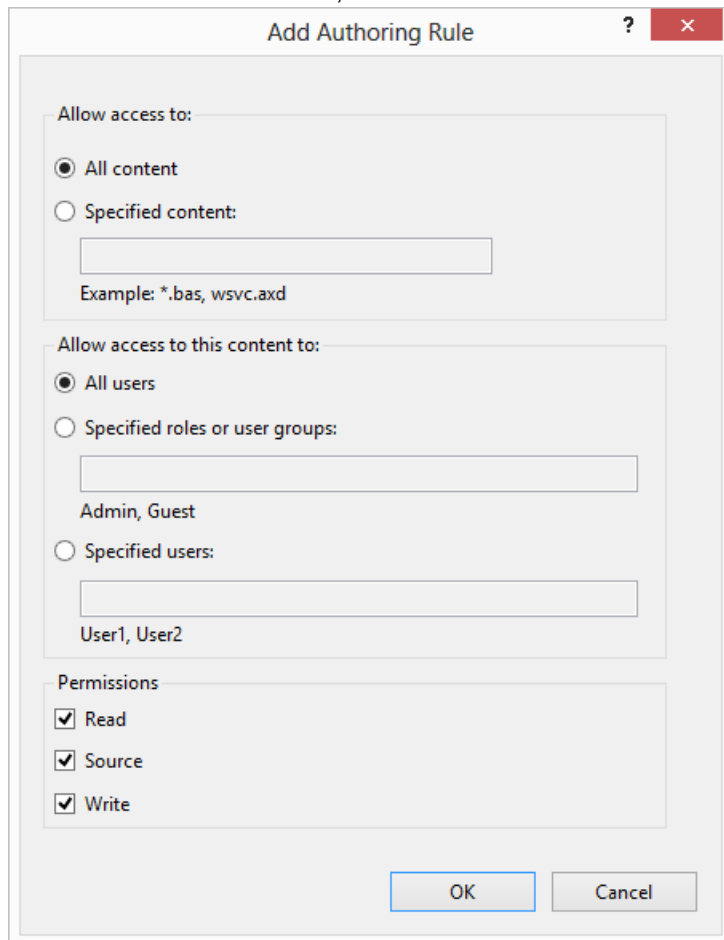 Add Authoring Rule
?
Allow access to:
All content
Specified content:
Example: *.bas, wsvc.axd
Allow access to this content to:
All users
Specified roles or user groups:
Admin, Guest
Specified users:
User1, User2
Permissions
Read
Source
Write
OK
Cancel